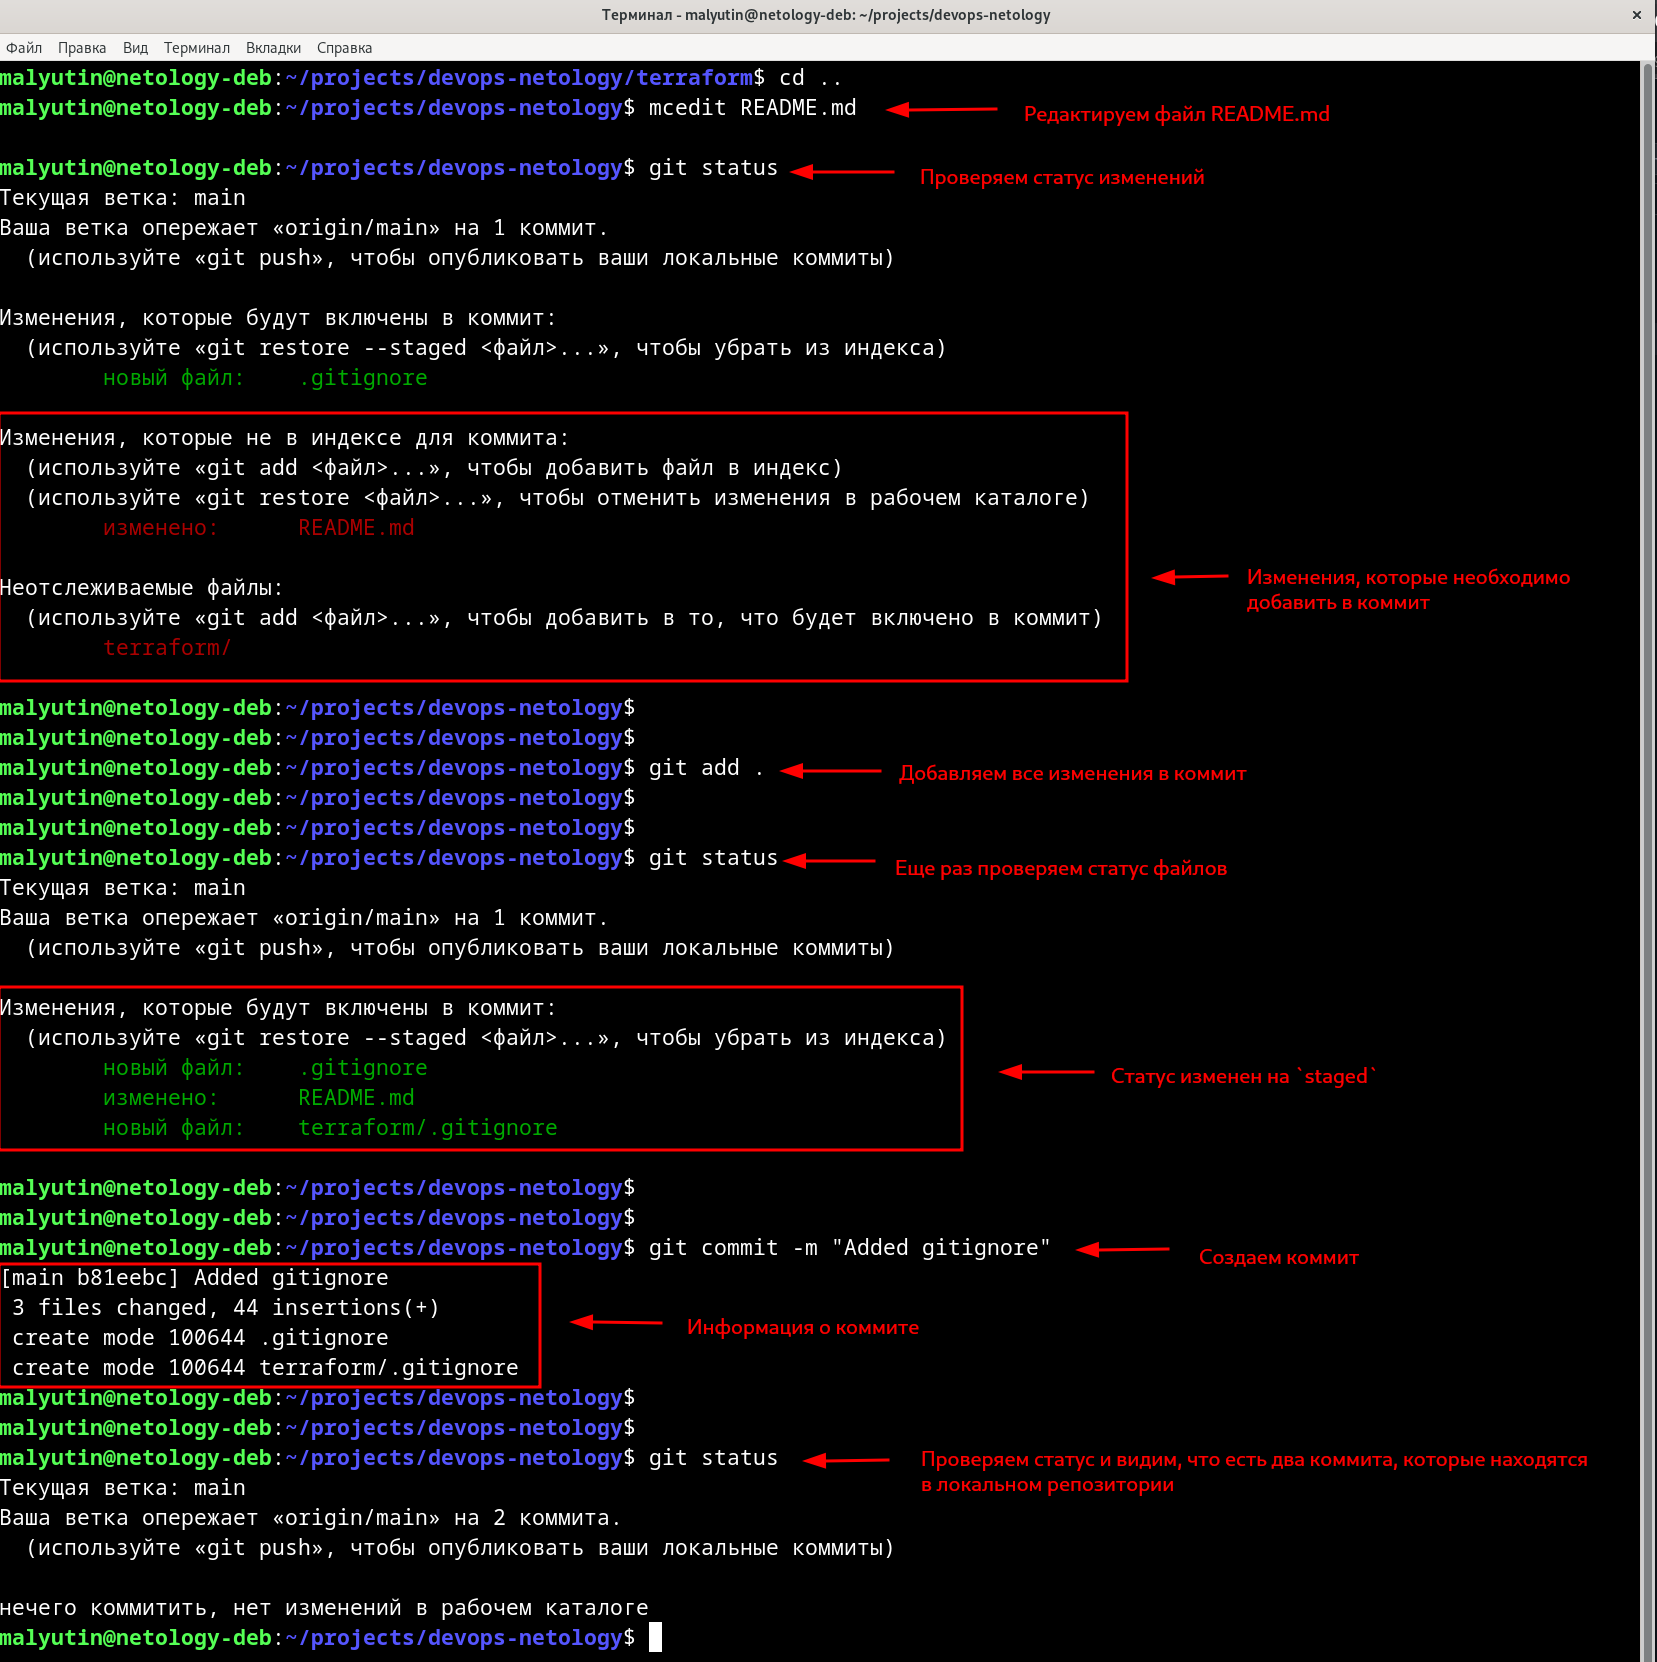 Терминал - malyutin@netology-deb: ~/projects/devops-netology
Файл Правка Вид Терминал Вкладки Справка
malyutin@netology-deb:~/projects/devops-netology/terraform$ cd ..
malyutin@netology-deb:~/projects/devops-netology$ mcedit README.md
Редактируем файл README.md
malyutin@netology-deb:~/projects/devops-netology$ git status
Проверяем статус изменений
Текущая ветка: main
Ваша ветка опережает «origin/main» на 1 коммит.
(используйте «git push», чтобы опубликовать ваши локальные коммиты)
Изменения, которые будут включены в коммит:
(используйте «git restore --staged <файл>...», чтобы убрать из индекса)
новый файл: .gitignore
Изменения, которые не в индексе для коммита:
(используйте «git add <файл>...», чтобы добавить файл в индекс)
(используйте «git restore <файл>...», чтобы отменить изменения в рабочем каталоге)
изменено: README.md
Неотслеживаемые файлы:
(используйте «git add <файл>...», чтобы добавить в то, что будет включено в коммит)
terraform/
Изменения, которые необходимо
добавить в коммит
malyutin@netology-deb:~/projects/devops-netology$
malyutin@netology-deb:~/projects/devops-netology$
malyutin@netology-deb:~/projects/devops-netology$ git add .
Добавляем все изменения в коммит
malyutin@netology-deb:~/projects/devops-netology$
malyutin@netology-deb:~/projects/devops-netology$
malyutin@netology-deb:~/projects/devops-netology$ git status
Еще раз проверяем статус файлов
Текущая ветка: main
Ваша ветка опережает «origin/main» на 1 коммит.
(используйте «git push», чтобы опубликовать ваши локальные коммиты)
Изменения, которые будут включены в коммит:
(используйте «git restore --staged <файл>...», чтобы убрать из индекса)
новый файл: .gitignore
изменено: README.md
новый файл: terraform/.gitignore
Статус изменен на `staged`
malyutin@netology-deb:~/projects/devops-netology$
malyutin@netology-deb:~/projects/devops-netology$
malyutin@netology-deb:~/projects/devops-netology$ git commit -m "Added gitignore"
Создаем коммит
[main b81eebc] Added gitignore
3 files changed, 44 insertions(+)
create mode 100644 .gitignore
create mode 100644 terraform/.gitignore
Информация о коммите
malyutin@netology-deb:~/projects/devops-netology$
malyutin@netology-deb:~/projects/devops-netology$
malyutin@netology-deb:~/projects/devops-netology$ git status
Проверяем статус и видим, что есть два коммита, которые находятся
в локальном репозитории
Текущая ветка: main
Ваша ветка опережает «origin/main» на 2 коммита.
(используйте «git push», чтобы опубликовать ваши локальные коммиты)
нечего коммитить, нет изменений в рабочем каталоге
malyutin@netology-deb:~/projects/devops-netology$